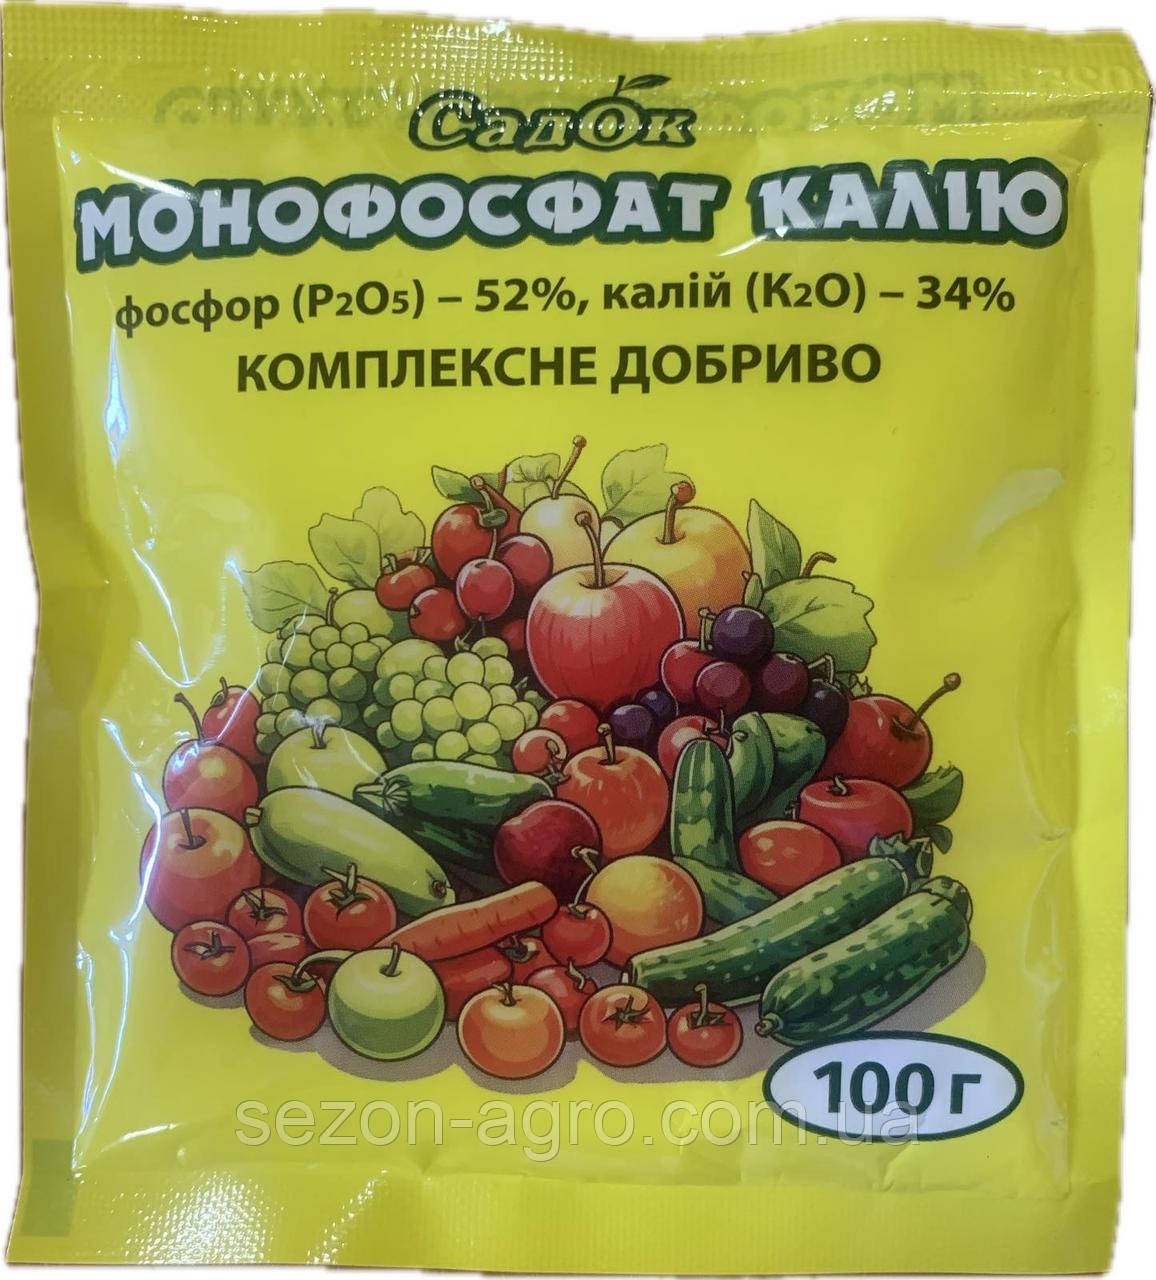 СадОк
МОНОФОСФАТ КАЛІЮ
фосфор (P2O5) – 52%, калій (K2O) – 34%
КОМПЛЕКСНЕ ДОБРИВО
100 г
sezon-agro.com.ua